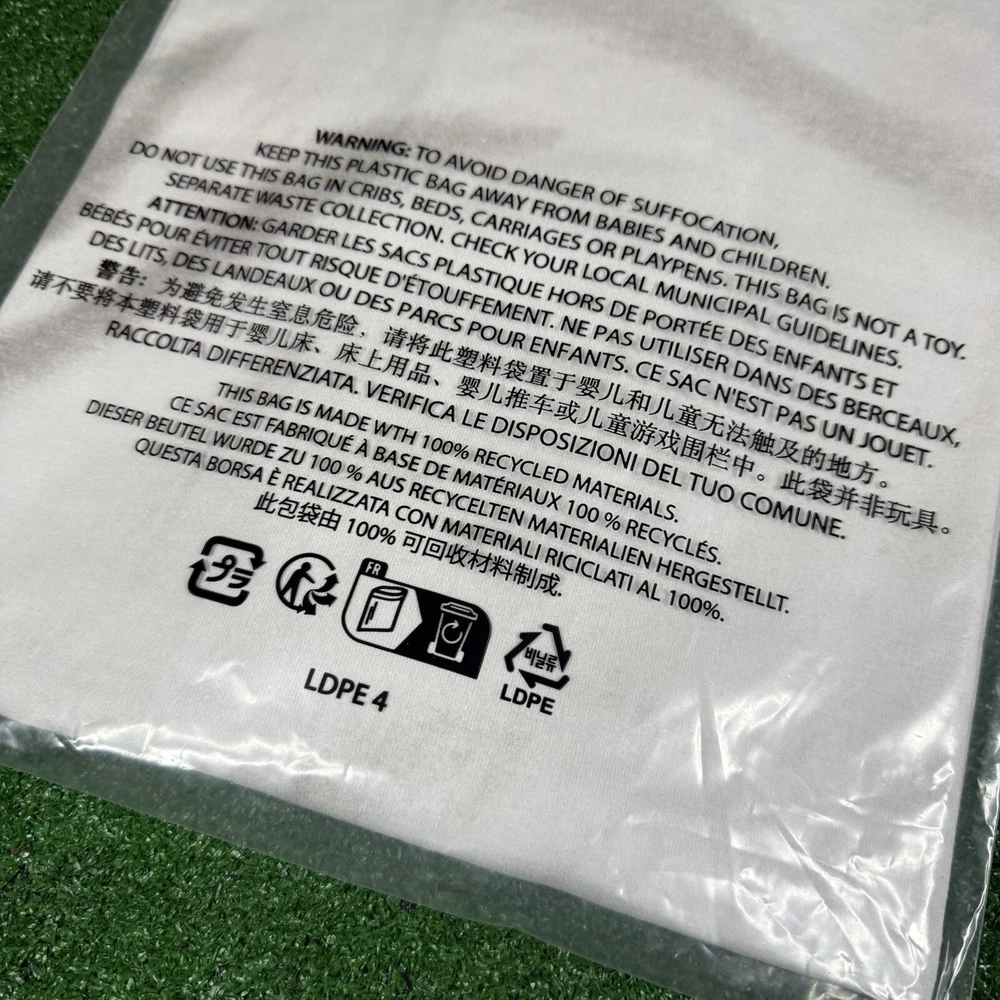 WARNING: TO AVOID DANGER OF SUFFOCATION,
KEEP THIS PLASTIC BAG AWAY FROM BABIES AND CHILDREN.
DO NOT USE THIS BAG IN CRIBS, BEDS, CARRIAGES OR PLAYPENS. THIS BAG IS NOT A TOY.
SEPARATE WASTE COLLECTION. CHECK YOUR LOCAL MUNICIPAL GUIDELINES.
ATTENTION: GARDER LES SACS PLASTIQUE HORS DE PORTÉE DES ENFANTS ET
BÉBÉS POUR ÉVITER TOUT RISQUE D'ÉTOUFFEMENT. NE PAS UTILISER DANS DES BERCEAUX,
DES LITS, DES LANDEAUX OU DES PARCS POUR ENFANTS. CE SAC N'EST PAS UN JOUET.
警告：为避免发生窒息危险，请将此塑料袋置于婴儿和儿童无法触及的地方。
请不要将本塑料袋用于婴儿床、床上用品、婴儿推车或儿童游戏围栏中。此袋并非玩具。
RACCOLTA DIFFERENZIATA. VERIFICA LE DISPOSIZIONI DEL TUO COMUNE.
THIS BAG IS MADE WTH 100% RECYCLED MATERIALS.
CE SAC EST FABRIQUÉ À BASE DE MATÉRIAUX 100 % RECYCLÉS.
DIESER BEUTEL WURDE ZU 100 % AUS RECYCELTEN MATERIALIEN HERGESTELLT.
QUESTA BORSA È REALIZZATA CON MATERIALI RICICLATI AL 100%.
此包袋由 100% 可回收材料制成.
プラ
FR
비닐류
LDPE
LDPE 4